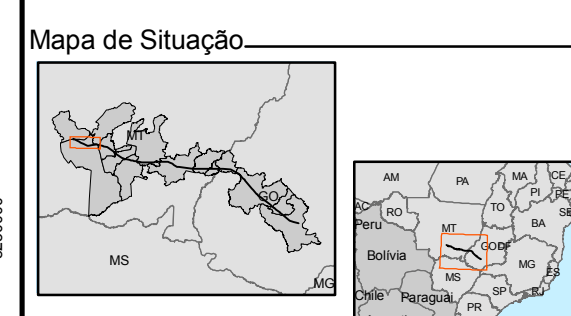 Mapa de Situação
MT
GO
MS
MG
AM
PA
MA
CE
PI
PE
AC
RO
TO
SE
Peru
MT
BA
GO
DF
Bolívia
MG
MS
ES
SP
RJ
Chile
Paraguai
PR